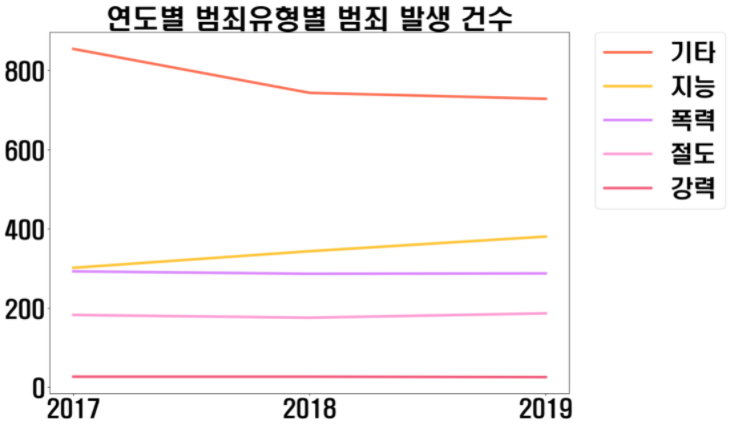 연도별 범죄유형별 범죄 발생 건수
800
600
400
200
0
2017 2018 2019
기타
지능
폭력
절도
강력